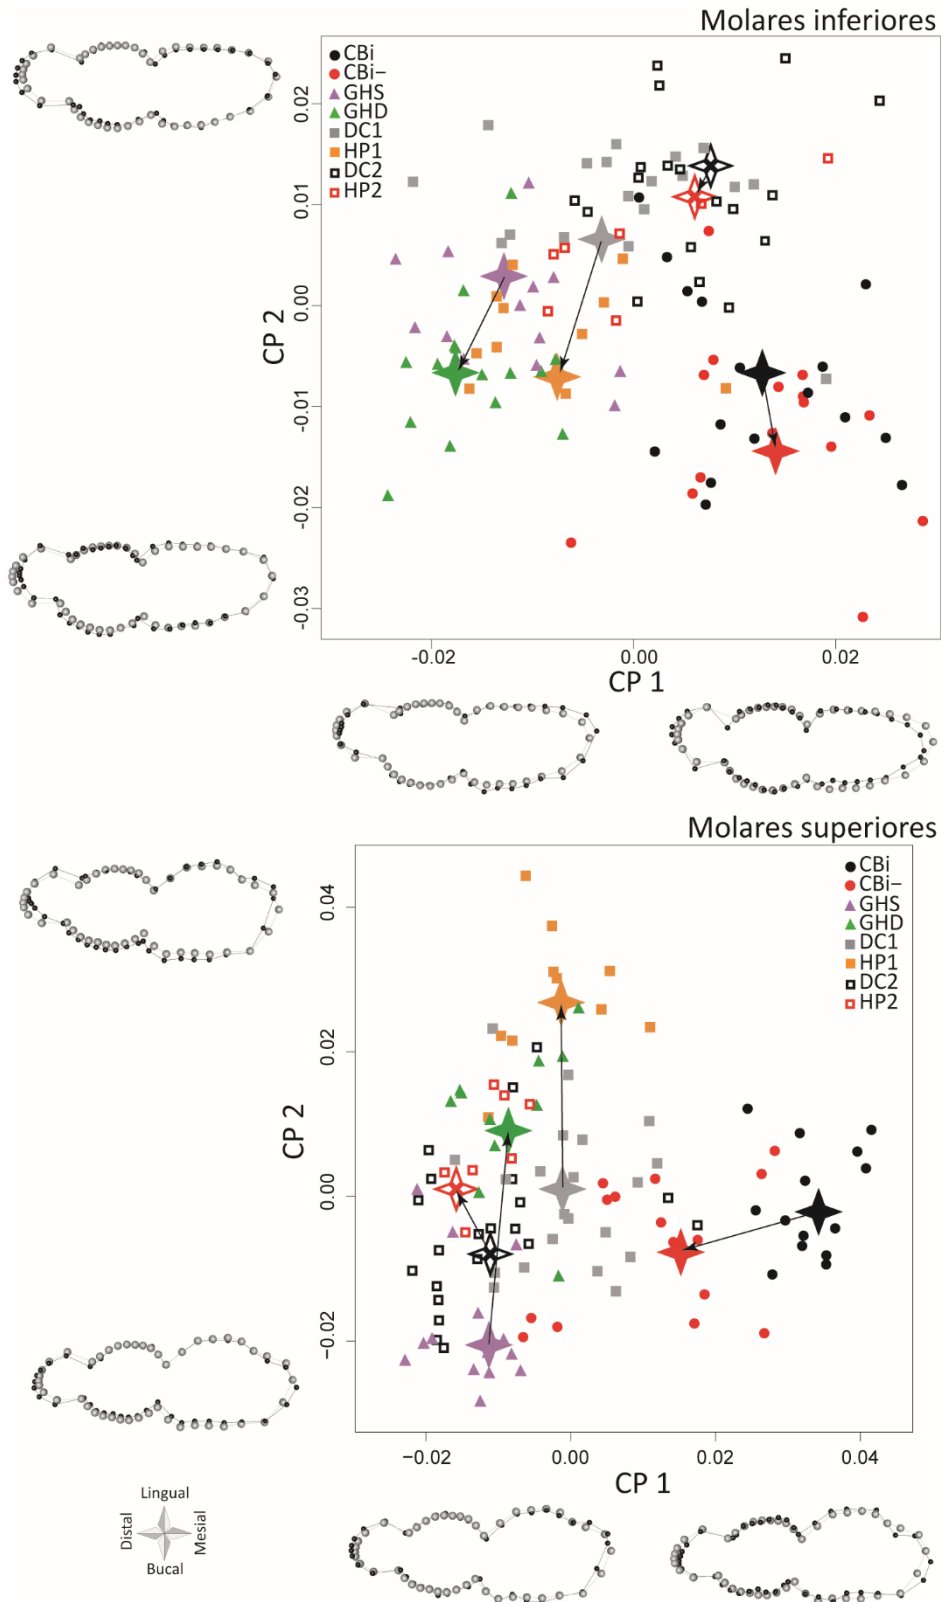 Molares inferiores
CBi
CBi−
GHS
GHD
DC1
HP1
DC2
HP2
CP 2
0.02
0.01
0.00
-0.01
-0.02
-0.03
-0.02
0.00
0.02
CP 1
Molares superiores
CBi
CBi−
GHS
GHD
DC1
HP1
DC2
HP2
CP 2
0.04
0.02
0.00
−0.02
−0.02
0.00
0.02
0.04
CP 1
Lingual
Distal
Mesial
Bucal